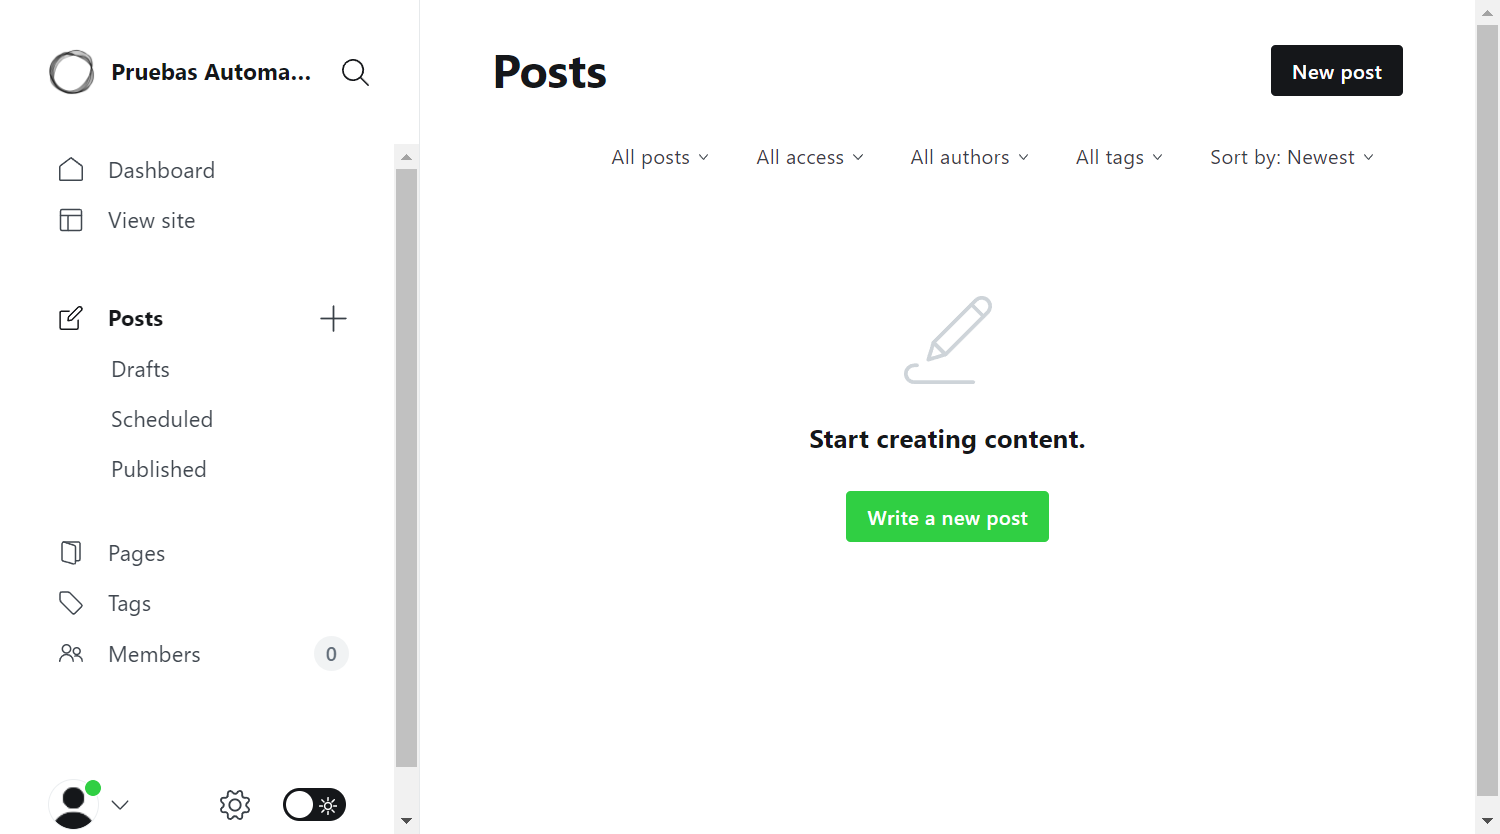 Pruebas Automa...
Dashboard
View site
Posts
Drafts
Scheduled
Published
Pages
Tags
Members 0
Posts
New post
All posts All access All authors All tags Sort by: Newest
Start creating content.
Write a new post